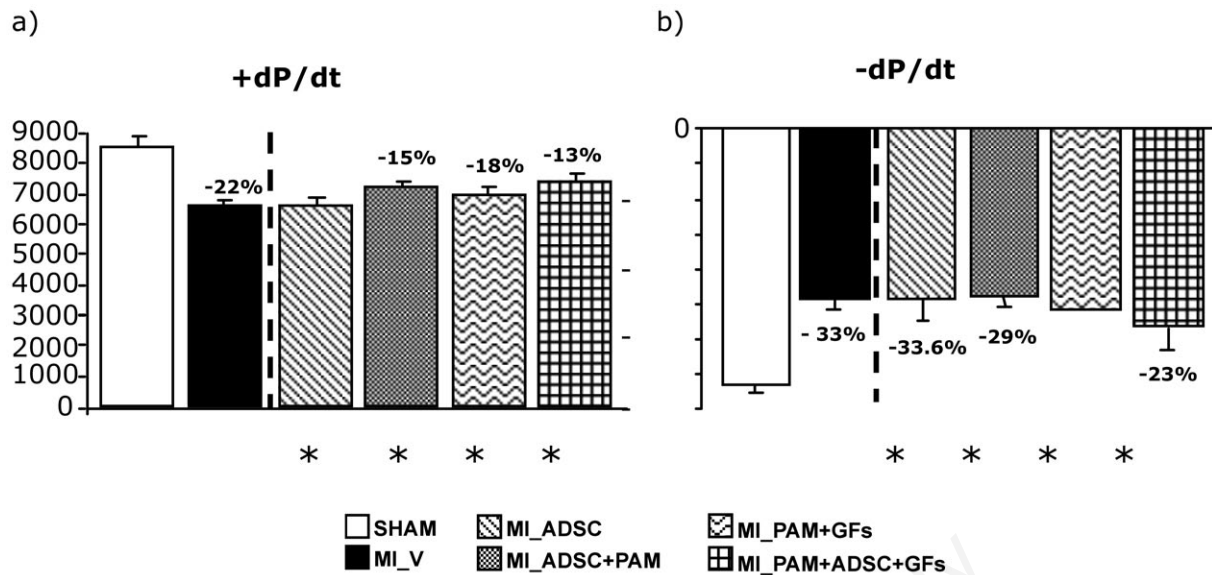 a)
+dP/dt
9000
8000
7000
6000
5000
4000
3000
2000
1000
0
-22%
-15%
-18%
-13%
* * * *
b)
-dP/dt
0
- 33%
-33.6%
-29%
-23%
* * * *
SHAM
MI_V
MI_ADSC
MI_ADSC+PAM
MI_PAM+GFs
MI_PAM+ADSC+GFs